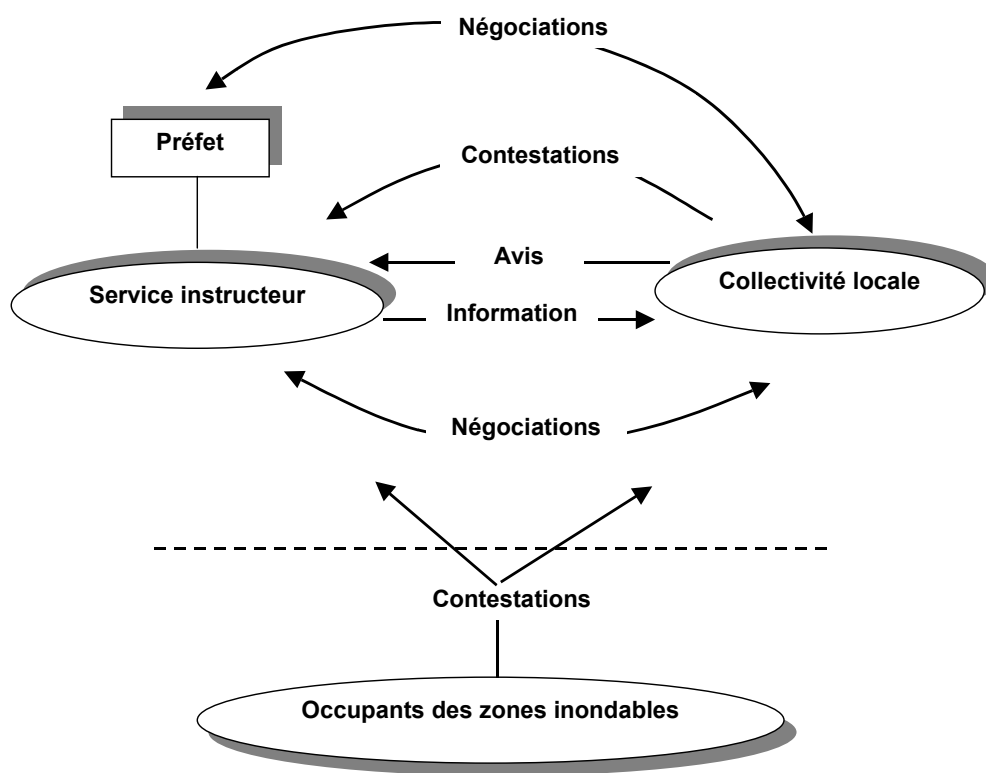 Négociations
Préfet
Contestations
Avis
Service instructeur
Collectivité locale
Information
Négociations
Contestations
Occupants des zones inondables